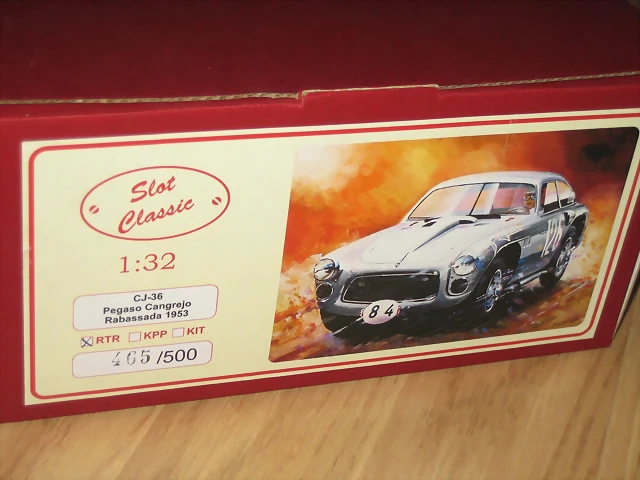 Slot
Classic
1:32
CJ-36
Pegaso Cangrejo
Rabassada 1953
RTR KPP KIT
465/500
84